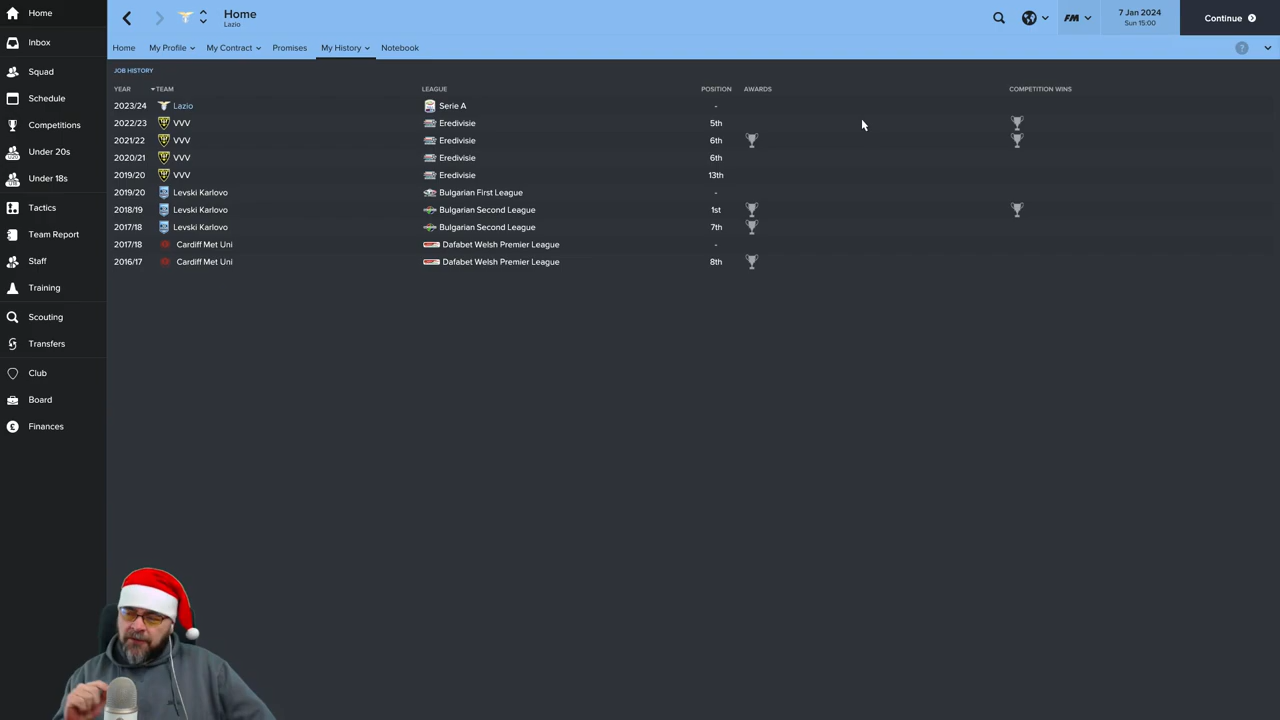 Home
Home
Lazio
FM
7 Jan 2024
Sun 15:00
Continue
Inbox
Squad
Schedule
Competitions
Under 20s
Under 18s
Tactics
Team Report
Staff
Training
Scouting
Transfers
Club
Board
Finances
Home My Profile My Contract Promises My History Notebook
?
JOB HISTORY
YEAR TEAM LEAGUE POSITION AWARDS COMPETITION WINS
2023/24 Lazio Serie A -
2022/23 VVV Eredivisie 5th
2021/22 VVV Eredivisie 6th
2020/21 VVV Eredivisie 6th
2019/20 VVV Eredivisie 13th
2019/20 Levski Karlovo Bulgarian First League -
2018/19 Levski Karlovo Bulgarian Second League 1st
2017/18 Levski Karlovo Bulgarian Second League 7th
2017/18 Cardiff Met Uni Dafabet Welsh Premier League -
2016/17 Cardiff Met Uni Dafabet Welsh Premier League 8th